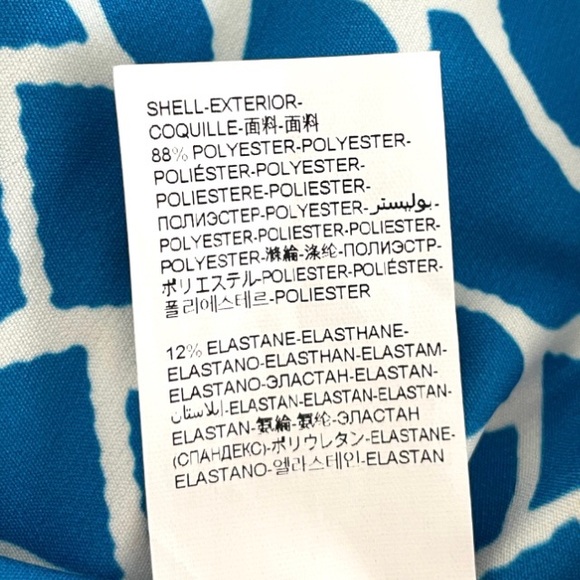 SHELL-EXTERIOR-
COQUILLE-面料-面料
88% POLYESTER-POLYESTER-
POLIÉSTER-POLYESTER-
POLIESTERE-POLIESTER-
ПОЛИЭСТЕР-POLYESTER-بوليستر-
POLYESTER-POLIESTER-POLIESTER-
POLYESTER-滌綸-涤纶-ПОЛИЭСТР-
ポリエステル-POLIESTER-POLIÉSTER-
폴리에스테르-POLIESTER
12% ELASTANE-ELASTHANE-
ELASTANO-ELASTHAN-ELASTAM-
ELASTANO-ЭЛАСТАН-ELASTAN-
إيلاستان-ELASTAN-ELASTAN-ELASTAN-
ELASTAN-氨綸-氨纶-ЭЛАСТАН
(СПАНДЕКС)-ポリウレタン-ELASTANE-
ELASTANO-엘라스테인-ELASTAN